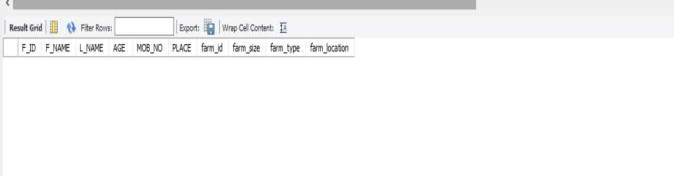 Result Grid Filter Rows: Export: Wrap Cell Content:
F_ID F_NAME L_NAME AGE MOB_NO PLACE farm_id farm_size farm_type farm_location